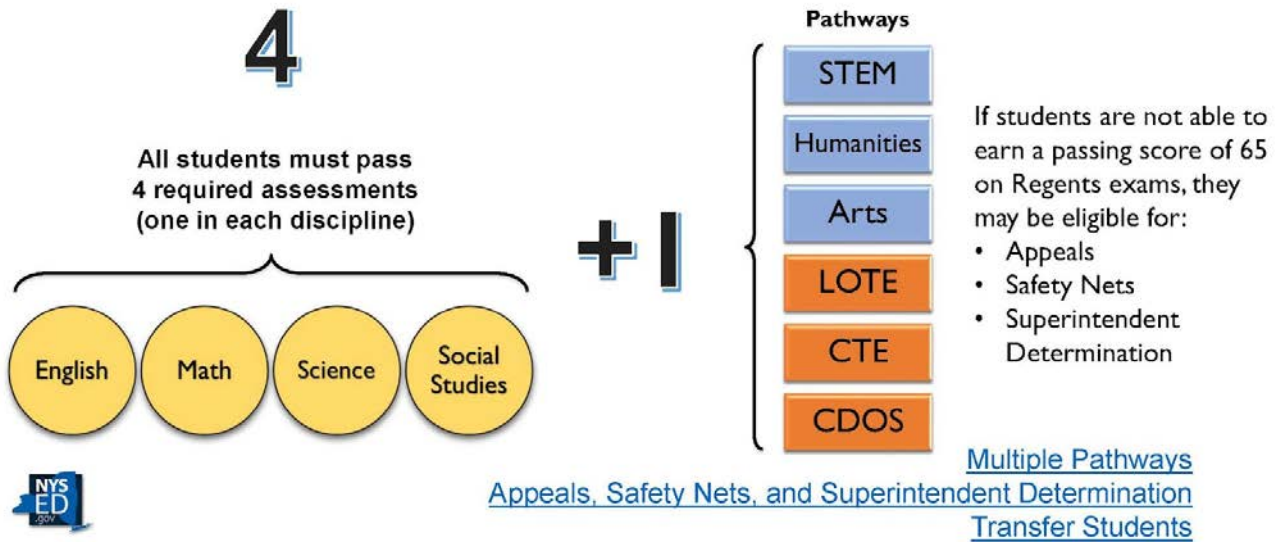 4
All students must pass
4 required assessments
(one in each discipline)
English
Math
Science
Social
Studies
+1
Pathways
STEM
Humanities
Arts
LOTE
CTE
CDOS
If students are not able to
earn a passing score of 65
on Regents exams, they
may be eligible for:
• Appeals
• Safety Nets
• Superintendent
Determination
Multiple Pathways
Appeals, Safety Nets, and Superintendent Determination
Transfer Students
NYS
ED
.gov